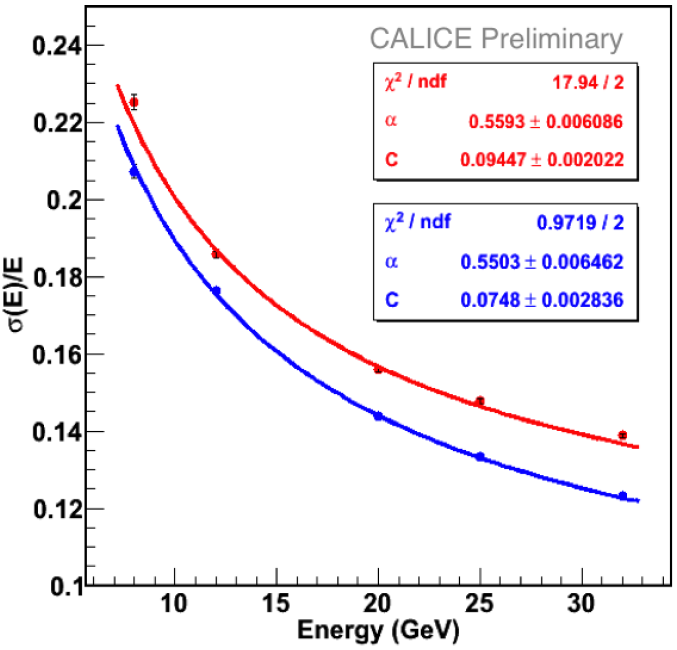 CALICE Preliminary
χ² / ndf 17.94 / 2
α 0.5593 ± 0.006086
C 0.09447 ± 0.002022
χ² / ndf 0.9719 / 2
α 0.5503 ± 0.006462
C 0.0748 ± 0.002836
σ(E)/E
0.24
0.22
0.2
0.18
0.16
0.14
0.12
0.1
10 15 20 25 30
Energy (GeV)